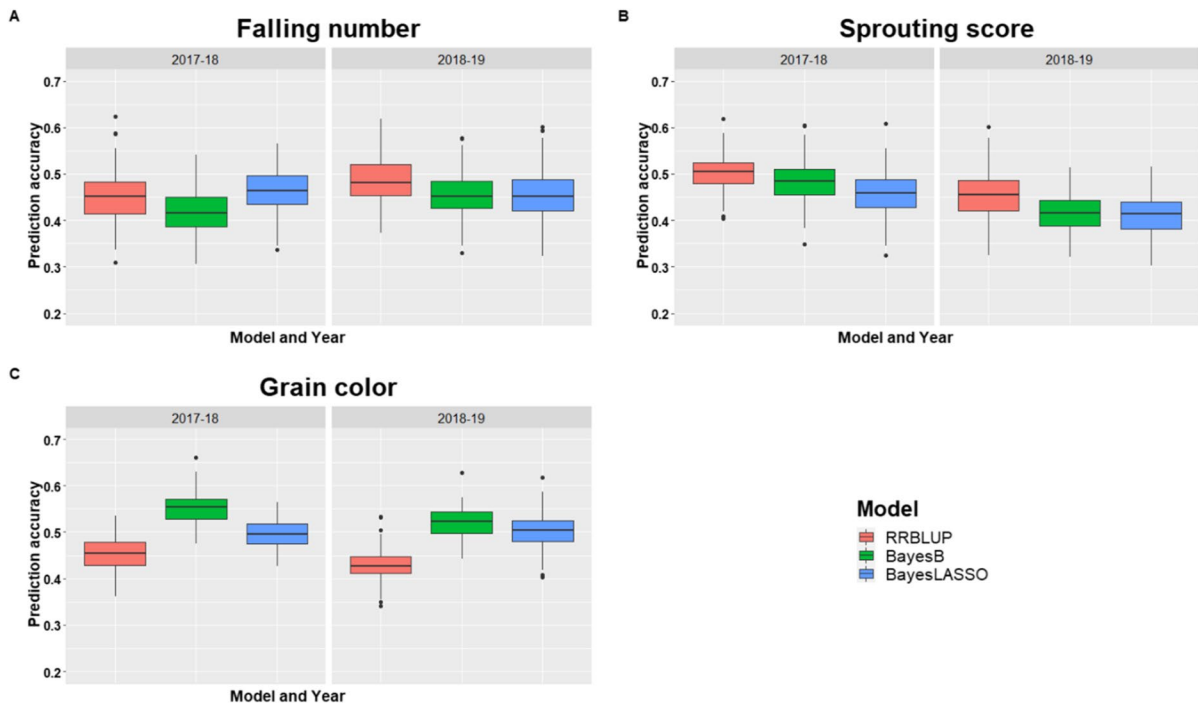 A
Falling number
2017-18
2018-19
Prediction accuracy
0.7
0.6
0.5
0.4
0.3
0.2
Model and Year
B
Sprouting score
2017-18
2018-19
Prediction accuracy
0.7
0.6
0.5
0.4
0.3
0.2
Model and Year
C
Grain color
2017-18
2018-19
Prediction accuracy
0.7
0.6
0.5
0.4
0.3
0.2
Model and Year
Model
RRBLUP
BayesB
BayesLASSO